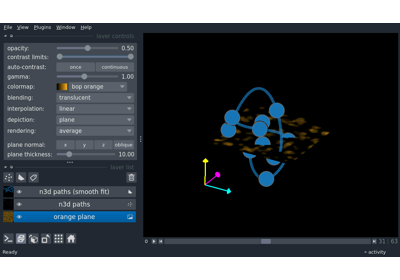 File View Plugins Window Help
layer controls
opacity: 0.50
contrast limits:
auto-contrast: once continuous
gamma: 1.00
colormap: bop orange
blending: translucent
interpolation: linear
depiction: plane
rendering: average
plane normal: x y z oblique
plane thickness: 10.00
layer list
n3d paths (smooth fit)
n3d paths
orange plane
0 31 63
Ready activity